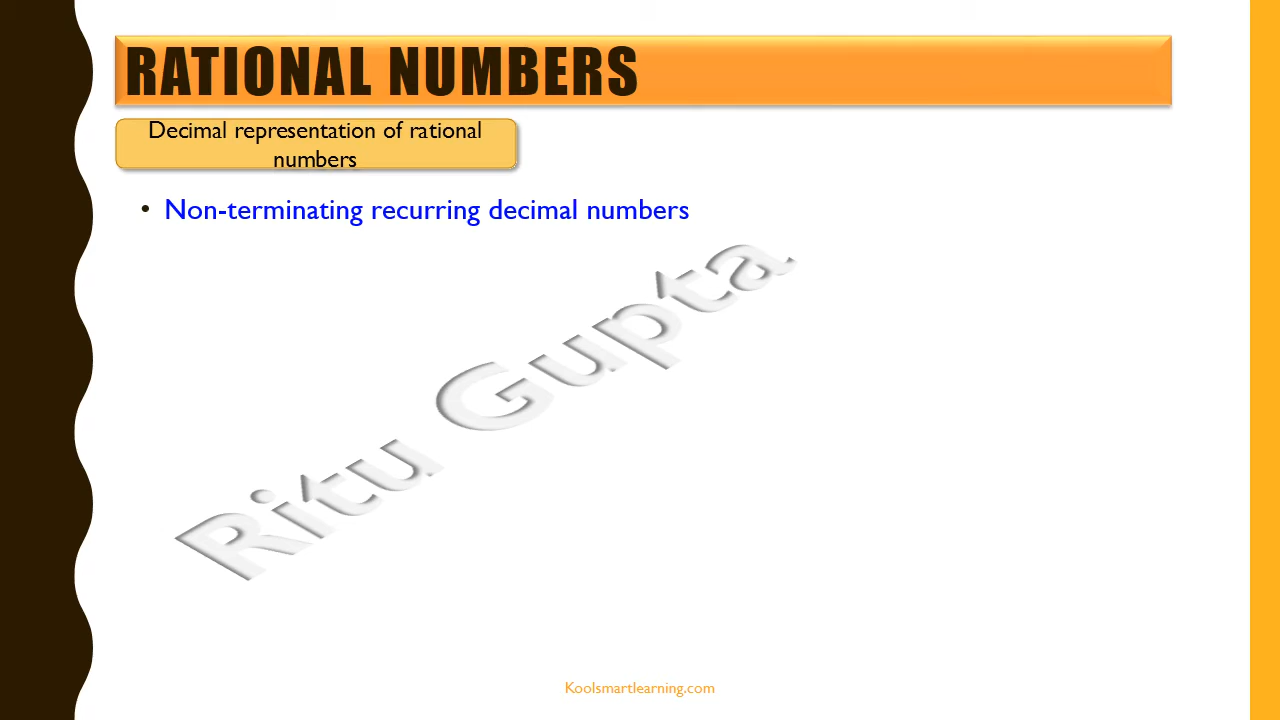 RATIONAL NUMBERS
Decimal representation of rational
numbers
• Non-terminating recurring decimal numbers
Ritu Gupta
Koolsmartlearning.com